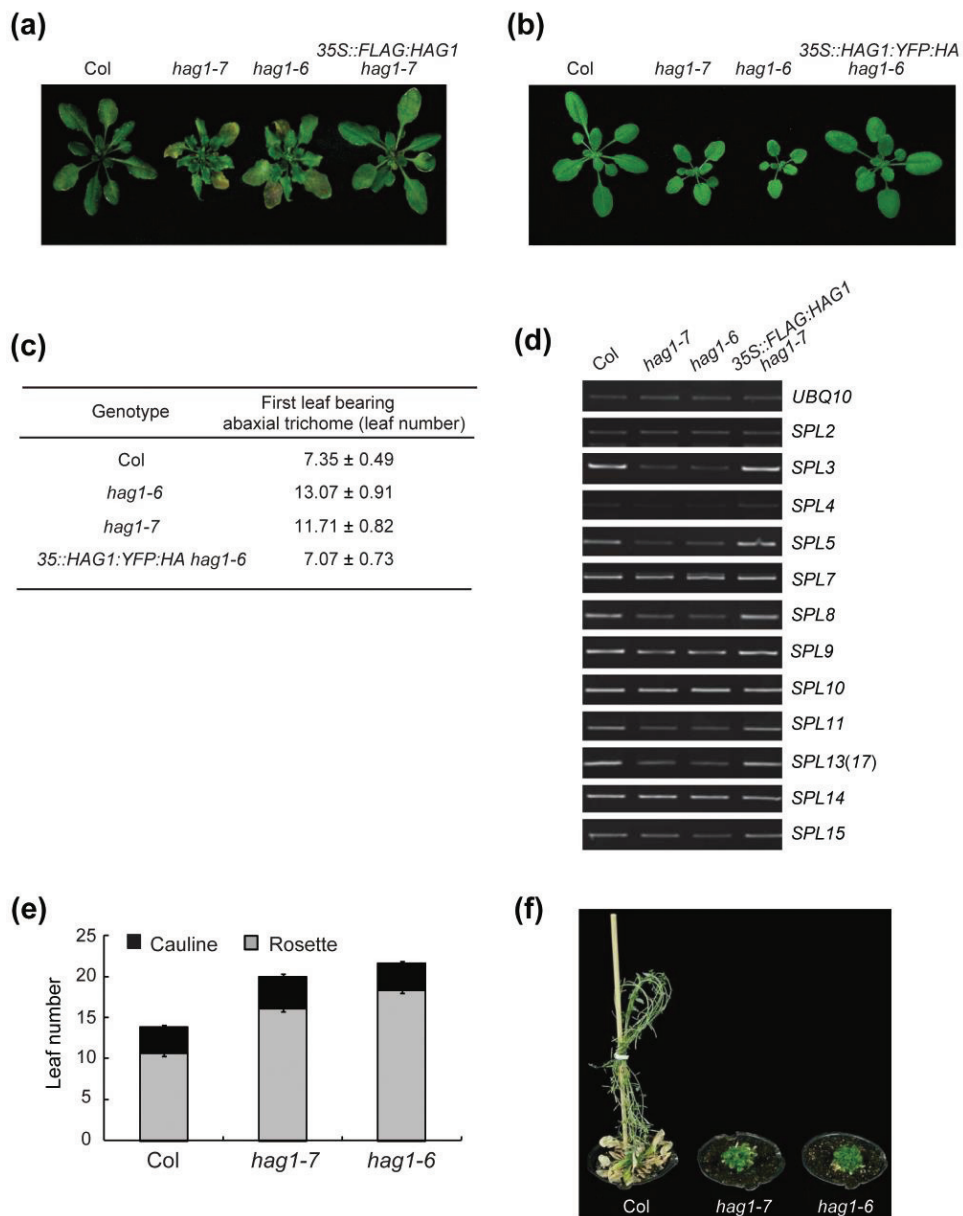 (a)
35S::FLAG:HAG1
Col hag1-7 hag1-6 hag1-7
(b)
35S::HAG1:YFP:HA
Col hag1-7 hag1-6 hag1-6
(c)
Genotype First leaf bearing
abaxial trichome (leaf number)
Col 7.35 ± 0.49
hag1-6 13.07 ± 0.91
hag1-7 11.71 ± 0.82
35::HAG1:YFP:HA hag1-6 7.07 ± 0.73
(d)
Col
hag1-7
hag1-6
35S::FLAG:HAG1
hag1-7
UBQ10
SPL2
SPL3
SPL4
SPL5
SPL7
SPL8
SPL9
SPL10
SPL11
SPL13(17)
SPL14
SPL15
(e)
Cauline Rosette
Leaf number
25
20
15
10
5
0
Col hag1-7 hag1-6
(f)
Col hag1-7 hag1-6